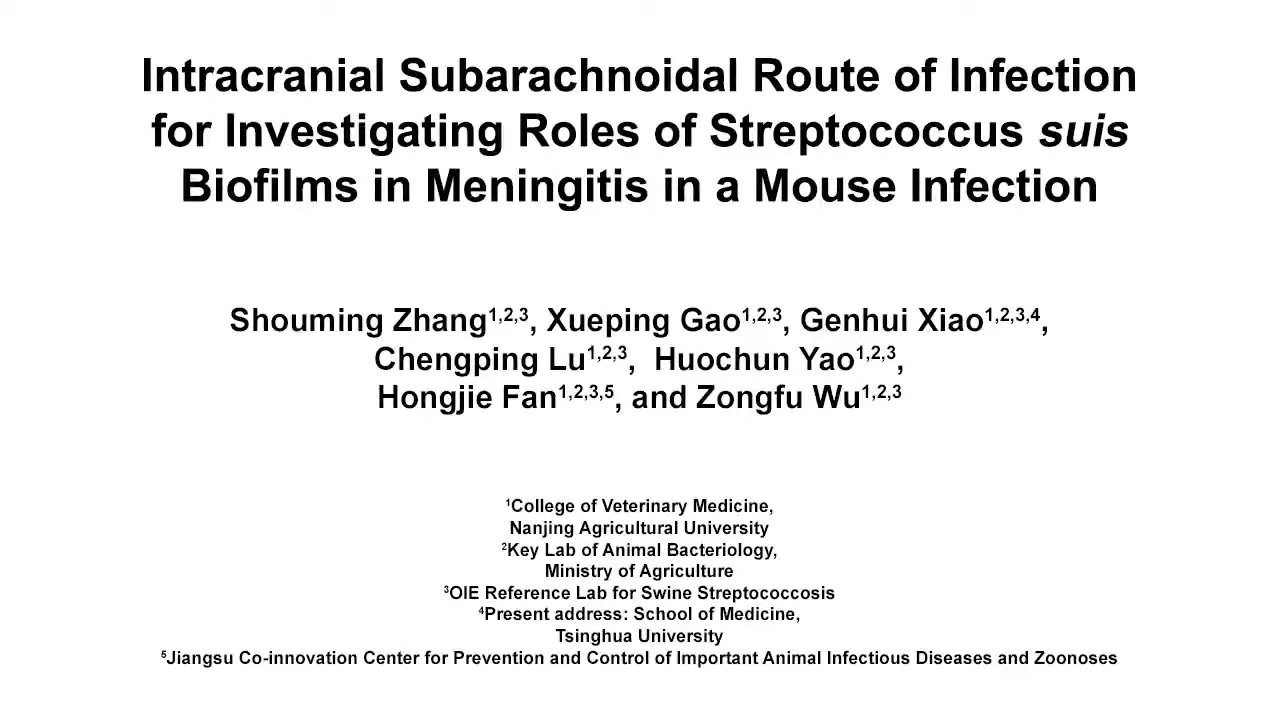 Intracranial Subarachnoidal Route of Infection
for Investigating Roles of Streptococcus suis
Biofilms in Meningitis in a Mouse Infection
Shouming Zhang1,2,3, Xueping Gao1,2,3, Genhui Xiao1,2,3,4,
Chengping Lu1,2,3, Huochun Yao1,2,3,
Hongjie Fan1,2,3,5, and Zongfu Wu1,2,3
1College of Veterinary Medicine,
Nanjing Agricultural University
2Key Lab of Animal Bacteriology,
Ministry of Agriculture
3OIE Reference Lab for Swine Streptococcosis
4Present address: School of Medicine,
Tsinghua University
5Jiangsu Co-innovation Center for Prevention and Control of Important Animal Infectious Diseases and Zoonoses